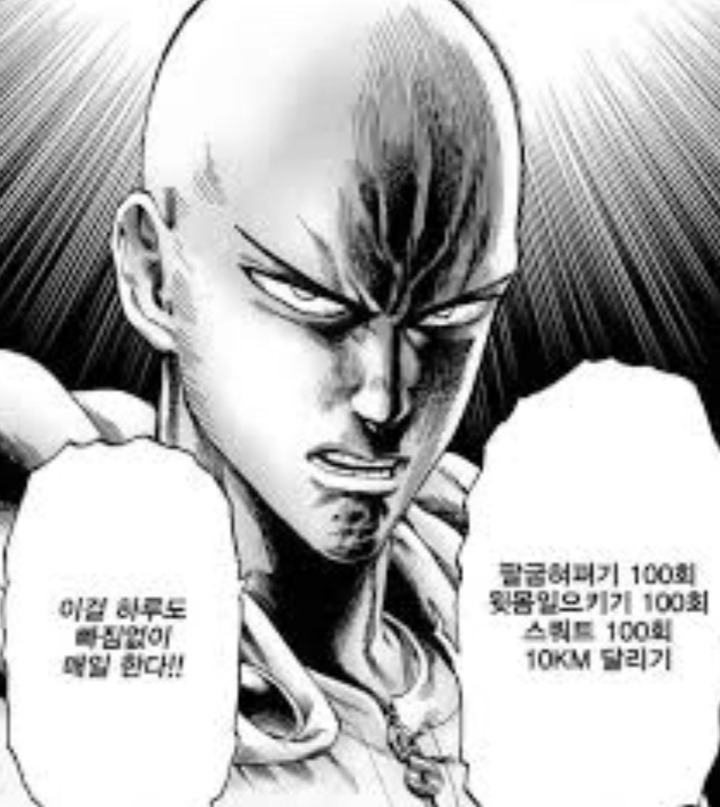 팔굽혀펴기 100회
윗몸일으키기 100회
스쿼트 100회
10KM 달리기
이걸 하루도
빠짐없이
매일 한다!!